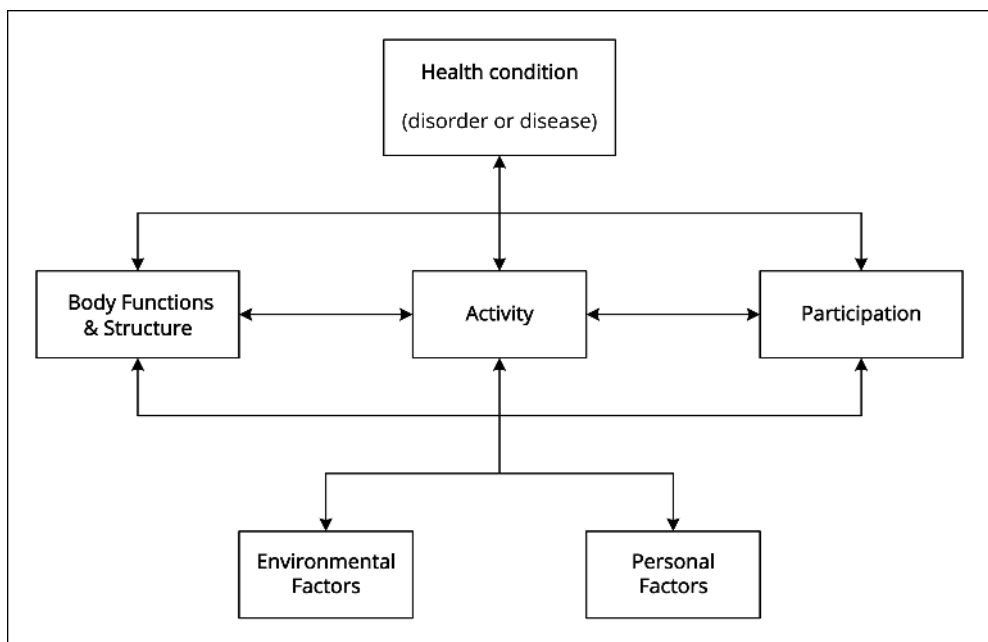 Health condition
(disorder or disease)
Body Functions
& Structure
Activity
Participation
Environmental
Factors
Personal
Factors